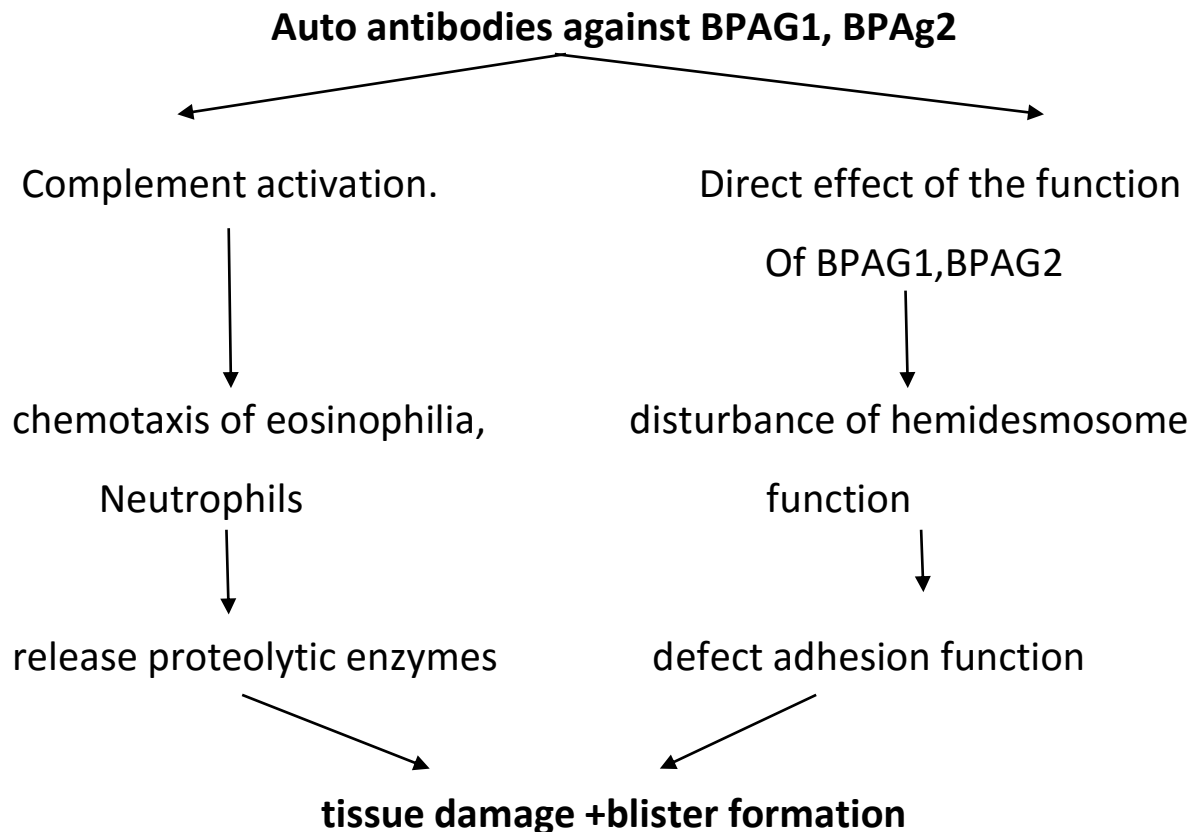 Auto antibodies against BPAG1, BPAg2
Complement activation.
Direct effect of the function
Of BPAG1,BPAG2
chemotaxis of eosinophilia,
Neutrophils
disturbance of hemidesmosome
function
release proteolytic enzymes
defect adhesion function
tissue damage +blister formation